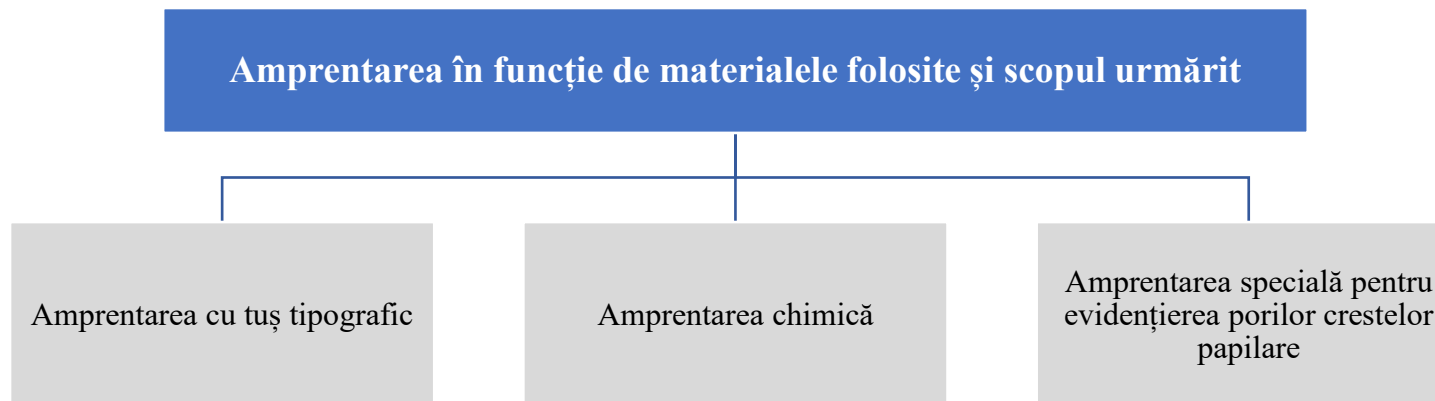 Amprentarea în funcție de materialele folosite și scopul urmărit
Amprentarea cu tuș tipografic
Amprentarea chimică
Amprentarea specială pentru
evidențierea porilor crestelor
papilare